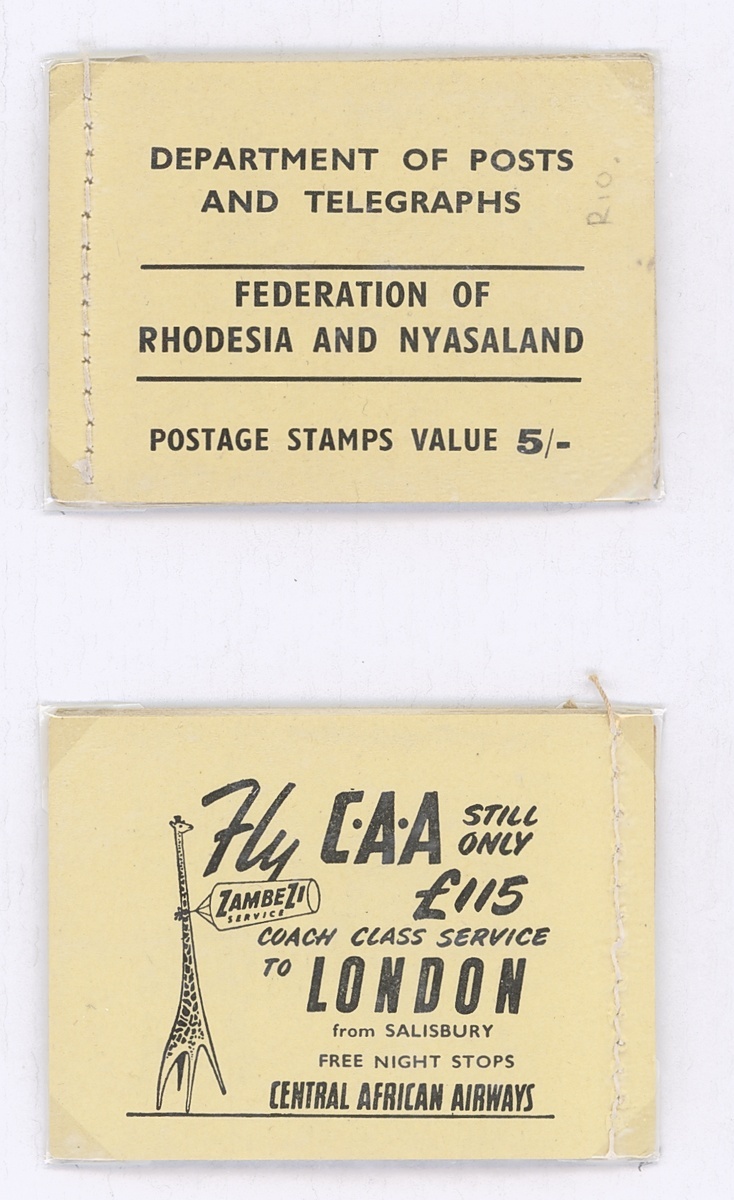 DEPARTMENT OF POSTS
AND TELEGRAPHS
R10.
FEDERATION OF
RHODESIA AND NYASALAND
POSTAGE STAMPS VALUE 5/-
Fly C·A·A STILL
ONLY
£115
ZAMBEZI
SERVICE
COACH CLASS SERVICE
TO LONDON
from SALISBURY
FREE NIGHT STOPS
CENTRAL AFRICAN AIRWAYS